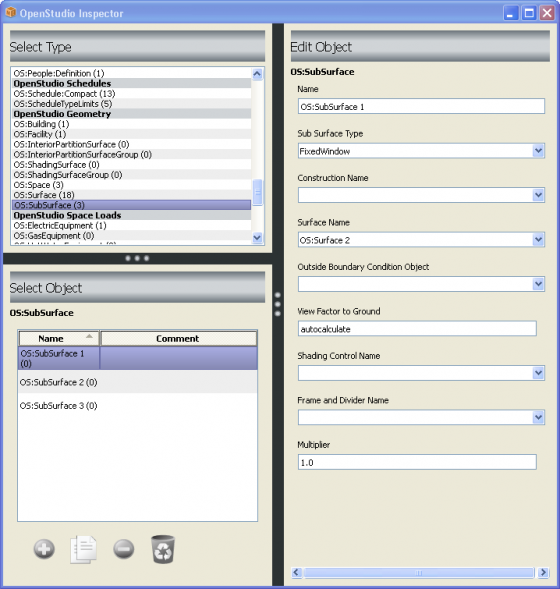 OpenStudio Inspector
Select Type
OS:People:Definition (1)
OpenStudio Schedules
OS:Schedule:Compact (13)
OS:ScheduleTypeLimits (5)
OpenStudio Geometry
OS:Building (1)
OS:Facility (1)
OS:InteriorPartitionSurface (0)
OS:InteriorPartitionSurfaceGroup (0)
OS:ShadingSurface (0)
OS:ShadingSurfaceGroup (0)
OS:Space (3)
OS:Surface (18)
OS:SubSurface (3)
OpenStudio Space Loads
OS:ElectricEquipment (1)
OS:GasEquipment (0)
Select Object
OS:SubSurface
Name Comment
OS:SubSurface 1
(0)
OS:SubSurface 2 (0)
OS:SubSurface 3 (0)
Edit Object
OS:SubSurface
Name
OS:SubSurface 1
Sub Surface Type
FixedWindow
Construction Name
Surface Name
OS:Surface 2
Outside Boundary Condition Object
View Factor to Ground
autocalculate
Shading Control Name
Frame and Divider Name
Multiplier
1.0